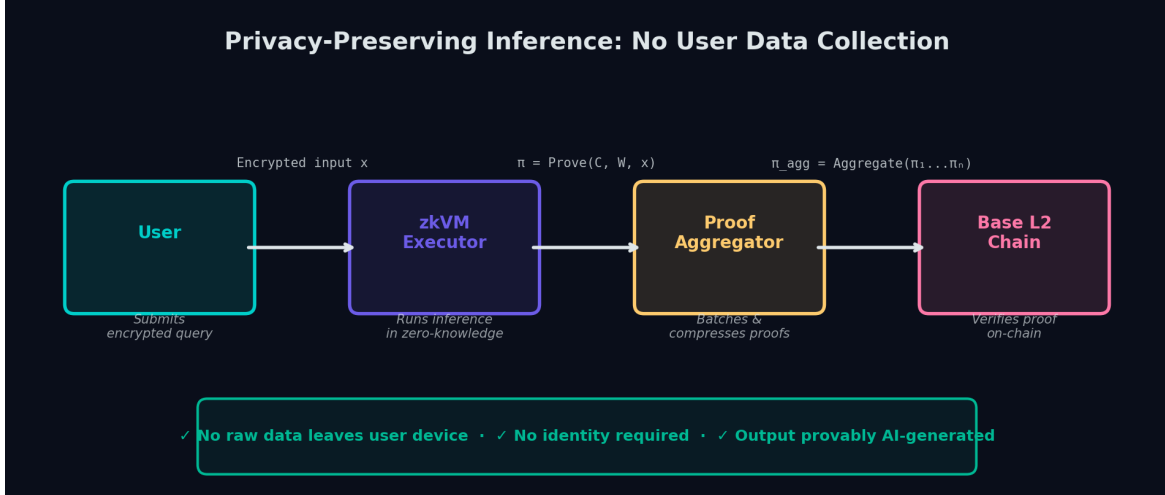 Privacy-Preserving Inference: No User Data Collection
Encrypted input x
π = Prove(C, W, x)
π_agg = Aggregate(π₁...πₙ)
User
zkVM
Executor
Proof
Aggregator
Base L2
Chain
Submits
encrypted query
Runs inference
in zero-knowledge
Batches &
compresses proofs
Verifies proof
on-chain
✓ No raw data leaves user device · ✓ No identity required · ✓ Output provably AI-generated